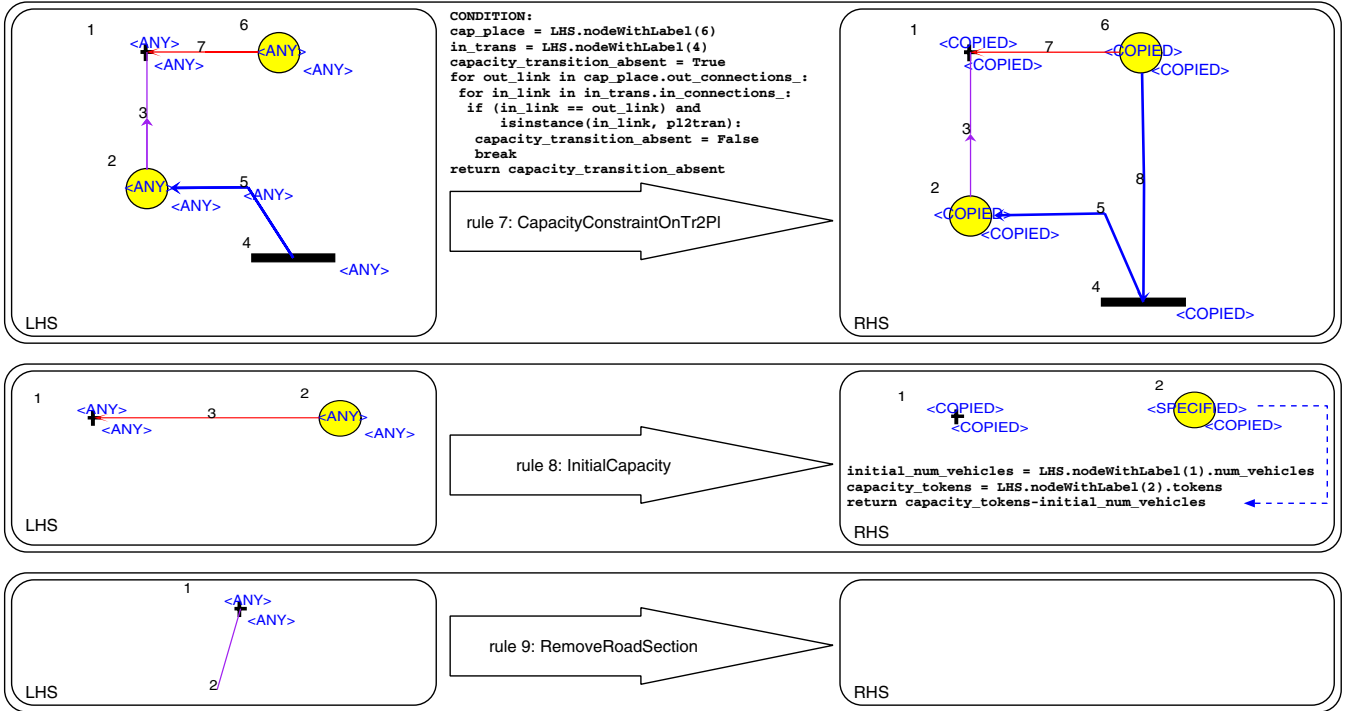 1
6
<ANY>
<ANY>
7
<ANY>
<ANY>
3
2
<ANY>
<ANY>
5
<ANY>
4
<ANY>
LHS
CONDITION:
cap_place = LHS.nodeWithLabel(6)
in_trans = LHS.nodeWithLabel(4)
capacity_transition_absent = True
for out_link in cap_place.out_connections_:
for in_link in in_trans.in_connections_:
if (in_link == out_link) and
isinstance(in_link, pl2tran):
capacity_transition_absent = False
break
return capacity_transition_absent
rule 7: CapacityConstraintOnTr2Pl
1
6
<COPIED>
<COPIED>
7
<COPIED>
<COPIED>
3
2
8
<COPIED>
<COPIED>
5
4
<COPIED>
RHS
1
2
<ANY>
<ANY>
3
<ANY>
<ANY>
LHS
rule 8: InitialCapacity
1
2
<COPIED>
<COPIED>
<SPECIFIED>
<COPIED>
initial_num_vehicles = LHS.nodeWithLabel(1).num_vehicles
capacity_tokens = LHS.nodeWithLabel(2).tokens
return capacity_tokens-initial_num_vehicles
RHS
1
<ANY>
<ANY>
2
LHS
rule 9: RemoveRoadSection
RHS